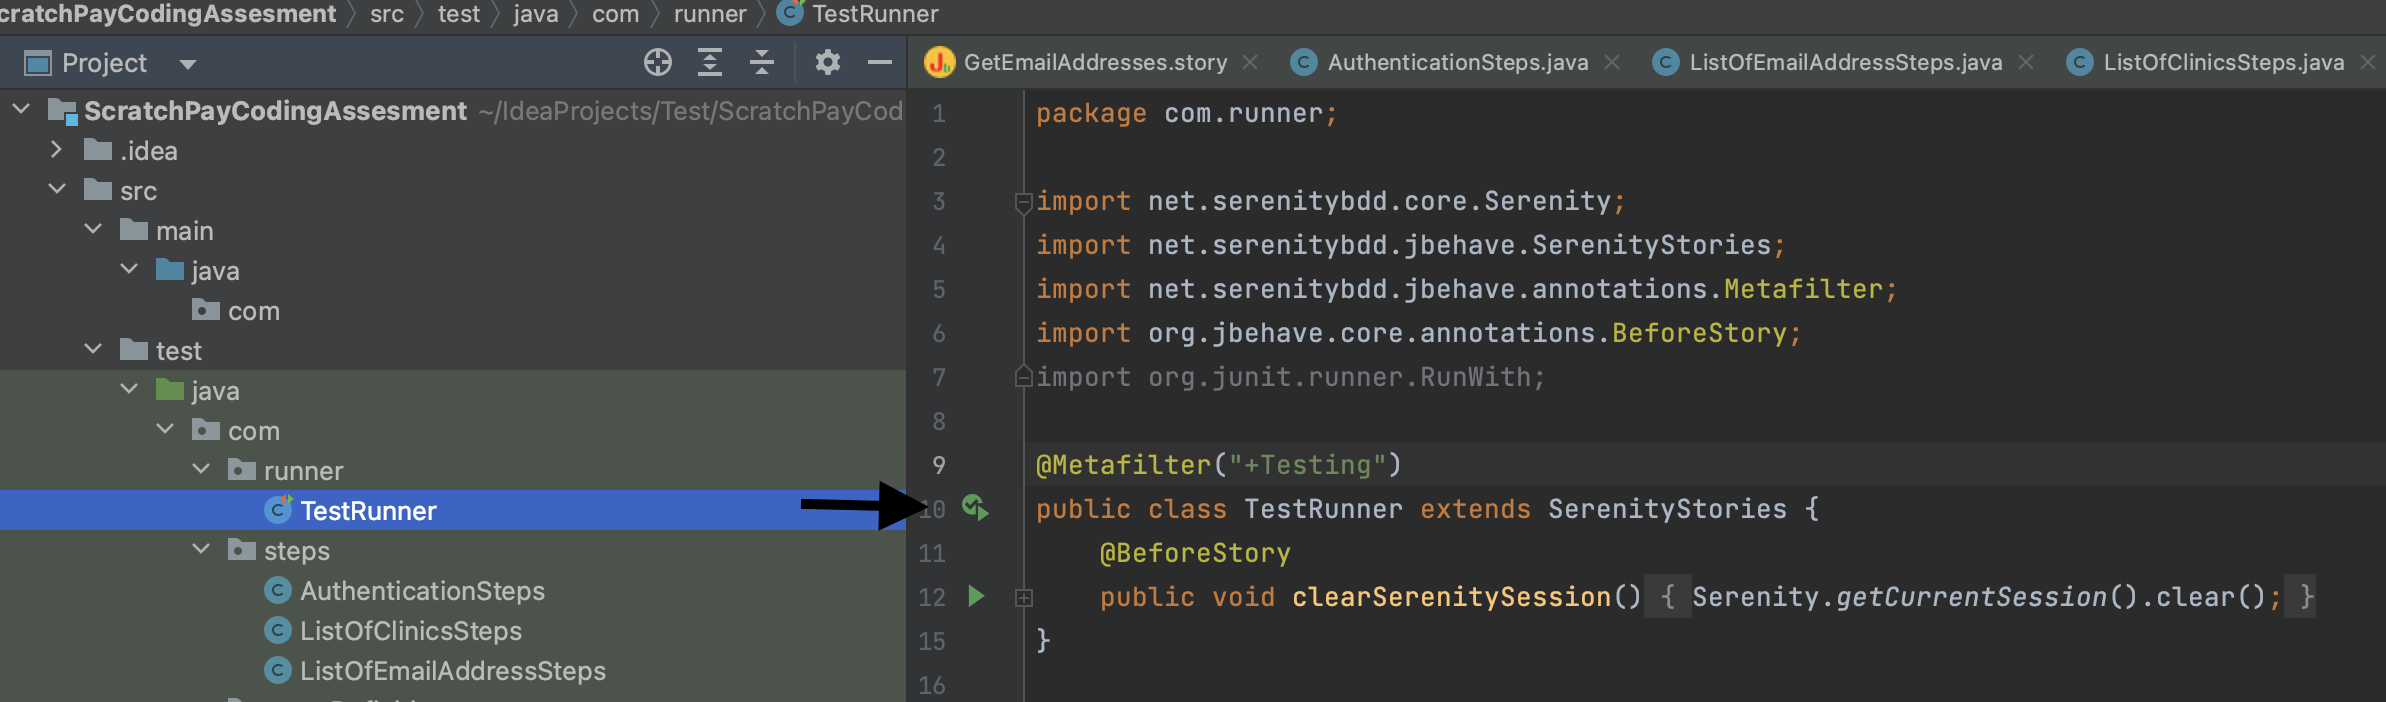 cratchPayCodingAssesment src test java com runner TestRunner
Project
GetEmailAddresses.story AuthenticationSteps.java ListOfEmailAddressSteps.java ListOfClinicsSteps.java
ScratchPayCodingAssesment ~/IdeaProjects/Test/ScratchPayCod
.idea
src
main
java
com
test
java
com
runner
TestRunner
steps
AuthenticationSteps
ListOfClinicsSteps
ListOfEmailAddressSteps
1 package com.runner;
2
3 import net.serenitybdd.core.Serenity;
4 import net.serenitybdd.jbehave.SerenityStories;
5 import net.serenitybdd.jbehave.annotations.Metafilter;
6 import org.jbehave.core.annotations.BeforeStory;
7 import org.junit.runner.RunWith;
8
9 @Metafilter("+Testing")
10 public class TestRunner extends SerenityStories {
11 @BeforeStory
12 public void clearSerenitySession() { Serenity.getCurrentSession().clear(); }
15 }
16